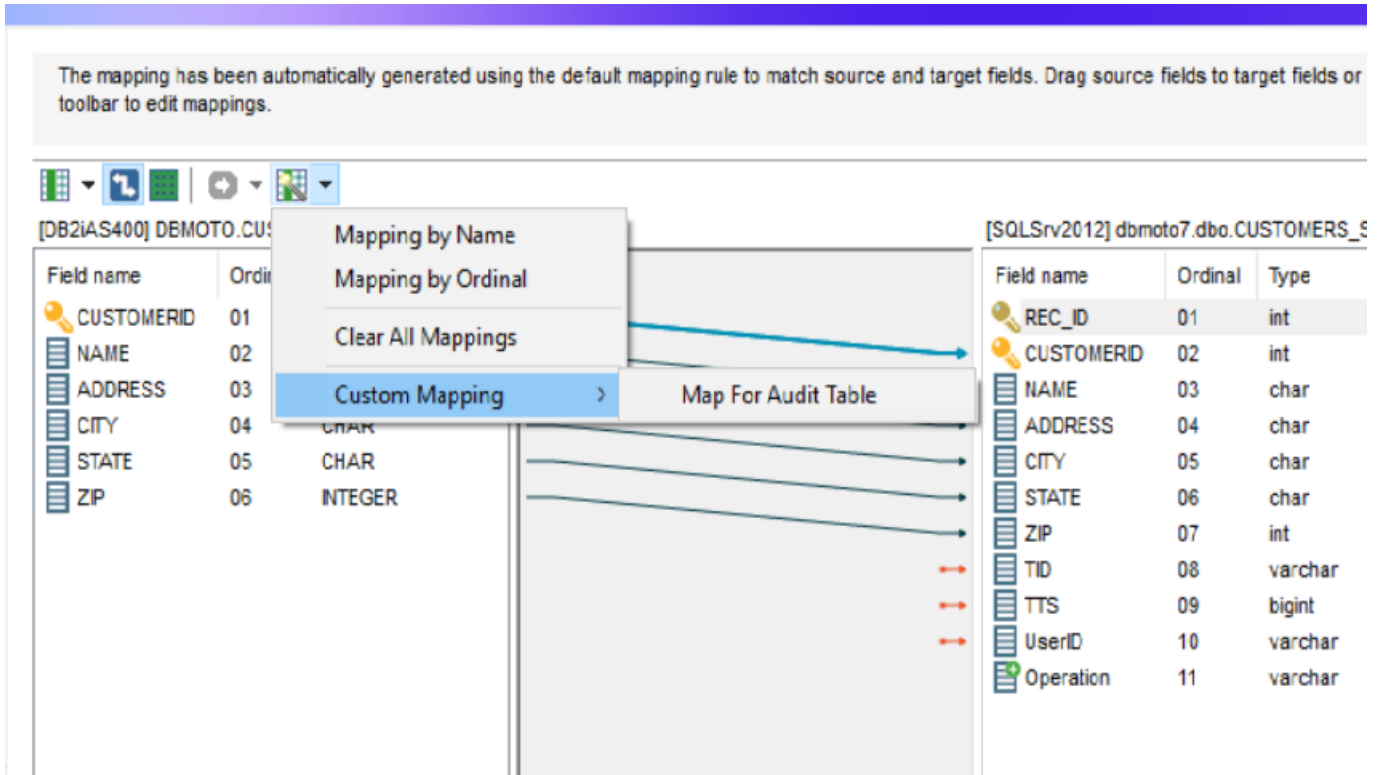 The mapping has been automatically generated using the default mapping rule to match source and target fields. Drag source fields to target fields or
toolbar to edit mappings.
[DB2iAS400] DBMOTO.CUS
Mapping by Name
Mapping by Ordinal
Clear All Mappings
Custom Mapping
Map For Audit Table
Field name Ordin
CUSTOMERID 01
NAME 02
ADDRESS 03
CITY 04 CHAR
STATE 05 CHAR
ZIP 06 INTEGER
[SQLSrv2012] dbmoto7.dbo.CUSTOMERS_S
Field name Ordinal Type
REC_ID 01 int
CUSTOMERID 02 int
NAME 03 char
ADDRESS 04 char
CITY 05 char
STATE 06 char
ZIP 07 int
TID 08 varchar
TTS 09 bigint
UserID 10 varchar
Operation 11 varchar